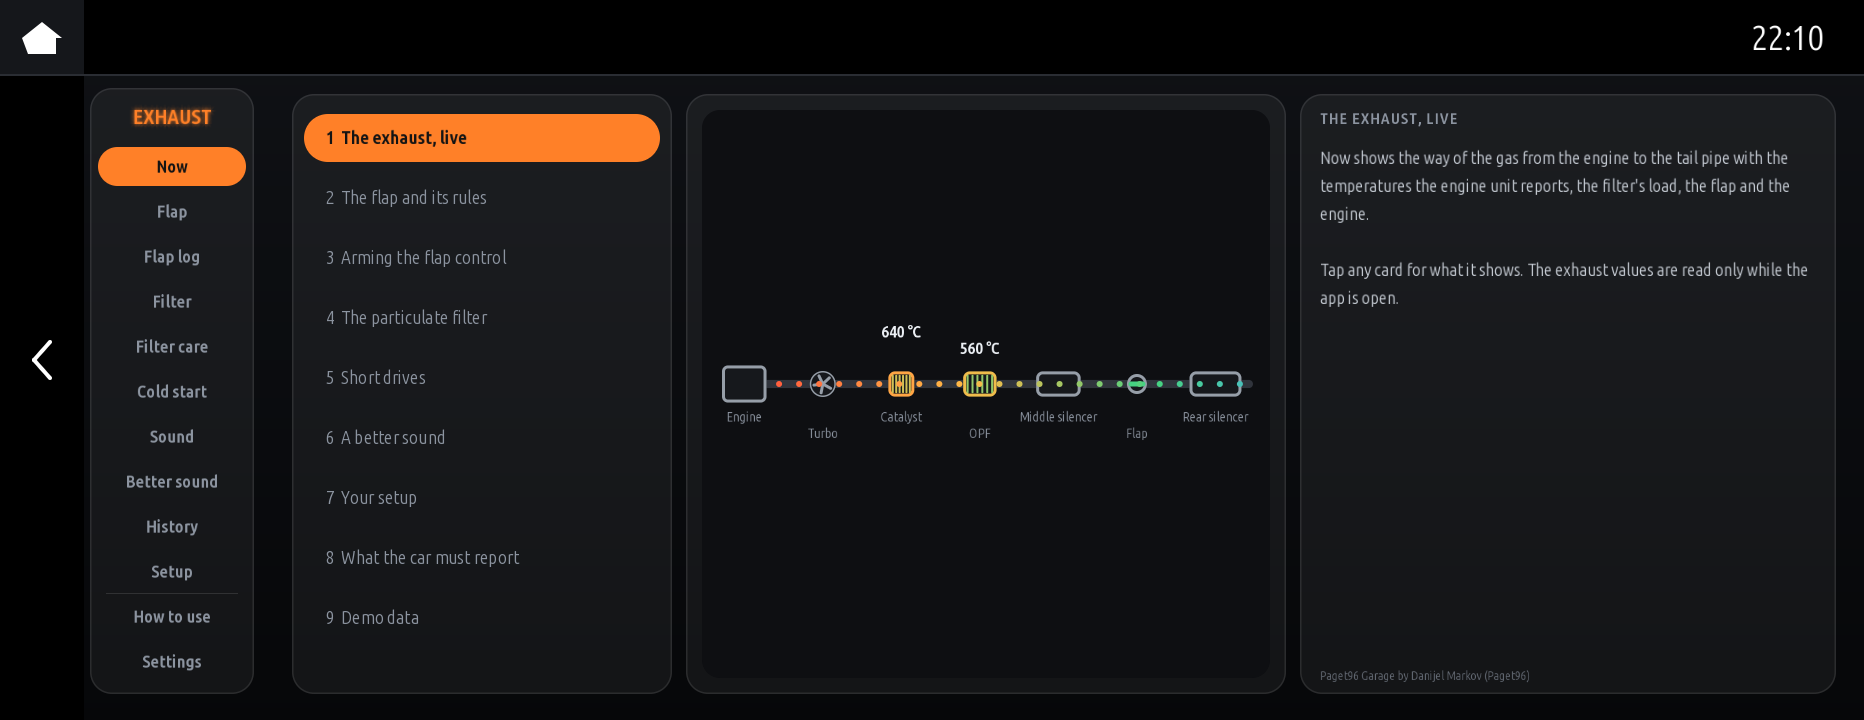 22:10
EXHAUST
Now
Flap
Flap log
Filter
Filter care
Cold start
Sound
Better sound
History
Setup
How to use
Settings
1 The exhaust, live
2 The flap and its rules
3 Arming the flap control
4 The particulate filter
5 Short drives
6 A better sound
7 Your setup
8 What the car must report
9 Demo data
640 °C
560 °C
Engine
Turbo
Catalyst
OPF
Middle silencer
Flap
Rear silencer
THE EXHAUST, LIVE
Now shows the way of the gas from the engine to the tail pipe with the
temperatures the engine unit reports, the filter's load, the flap and the
engine.
Tap any card for what it shows. The exhaust values are read only while the
app is open.
Paget96 Garage by Danijel Markov (Paget96)